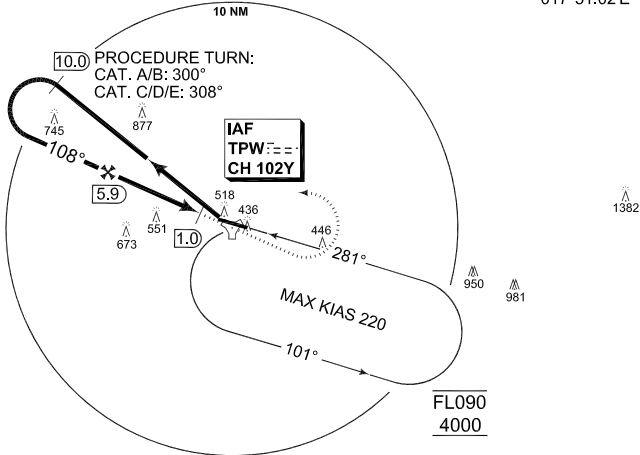 017 51.02 E
10 NM
10.0
PROCEDURE TURN:
CAT. A/B: 300°
CAT. C/D/E: 308°
745
877
IAF
TPW
CH 102Y
108°
5.9
518
436
1382
673
551
1.0
446
281°
950
981
MAX KIAS 220
101°
FL090
4000